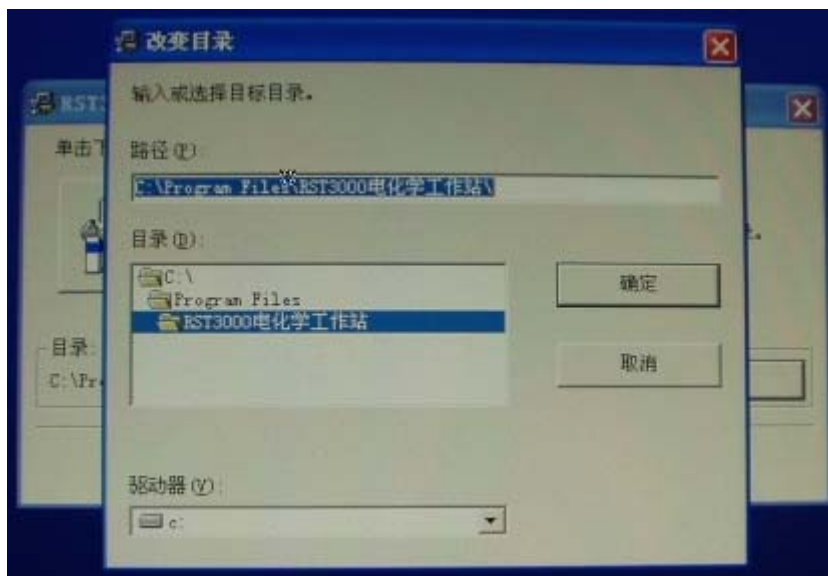 改变目录
输入或选择目标目录。
RST
单击下
路径(P):
C:\Program Files\RST3000电化学工作站\
目录(D):
C:\
Program Files
RST3000电化学工作站
确定
取消
目录:
C:\Pr
驱动器(V):
c: